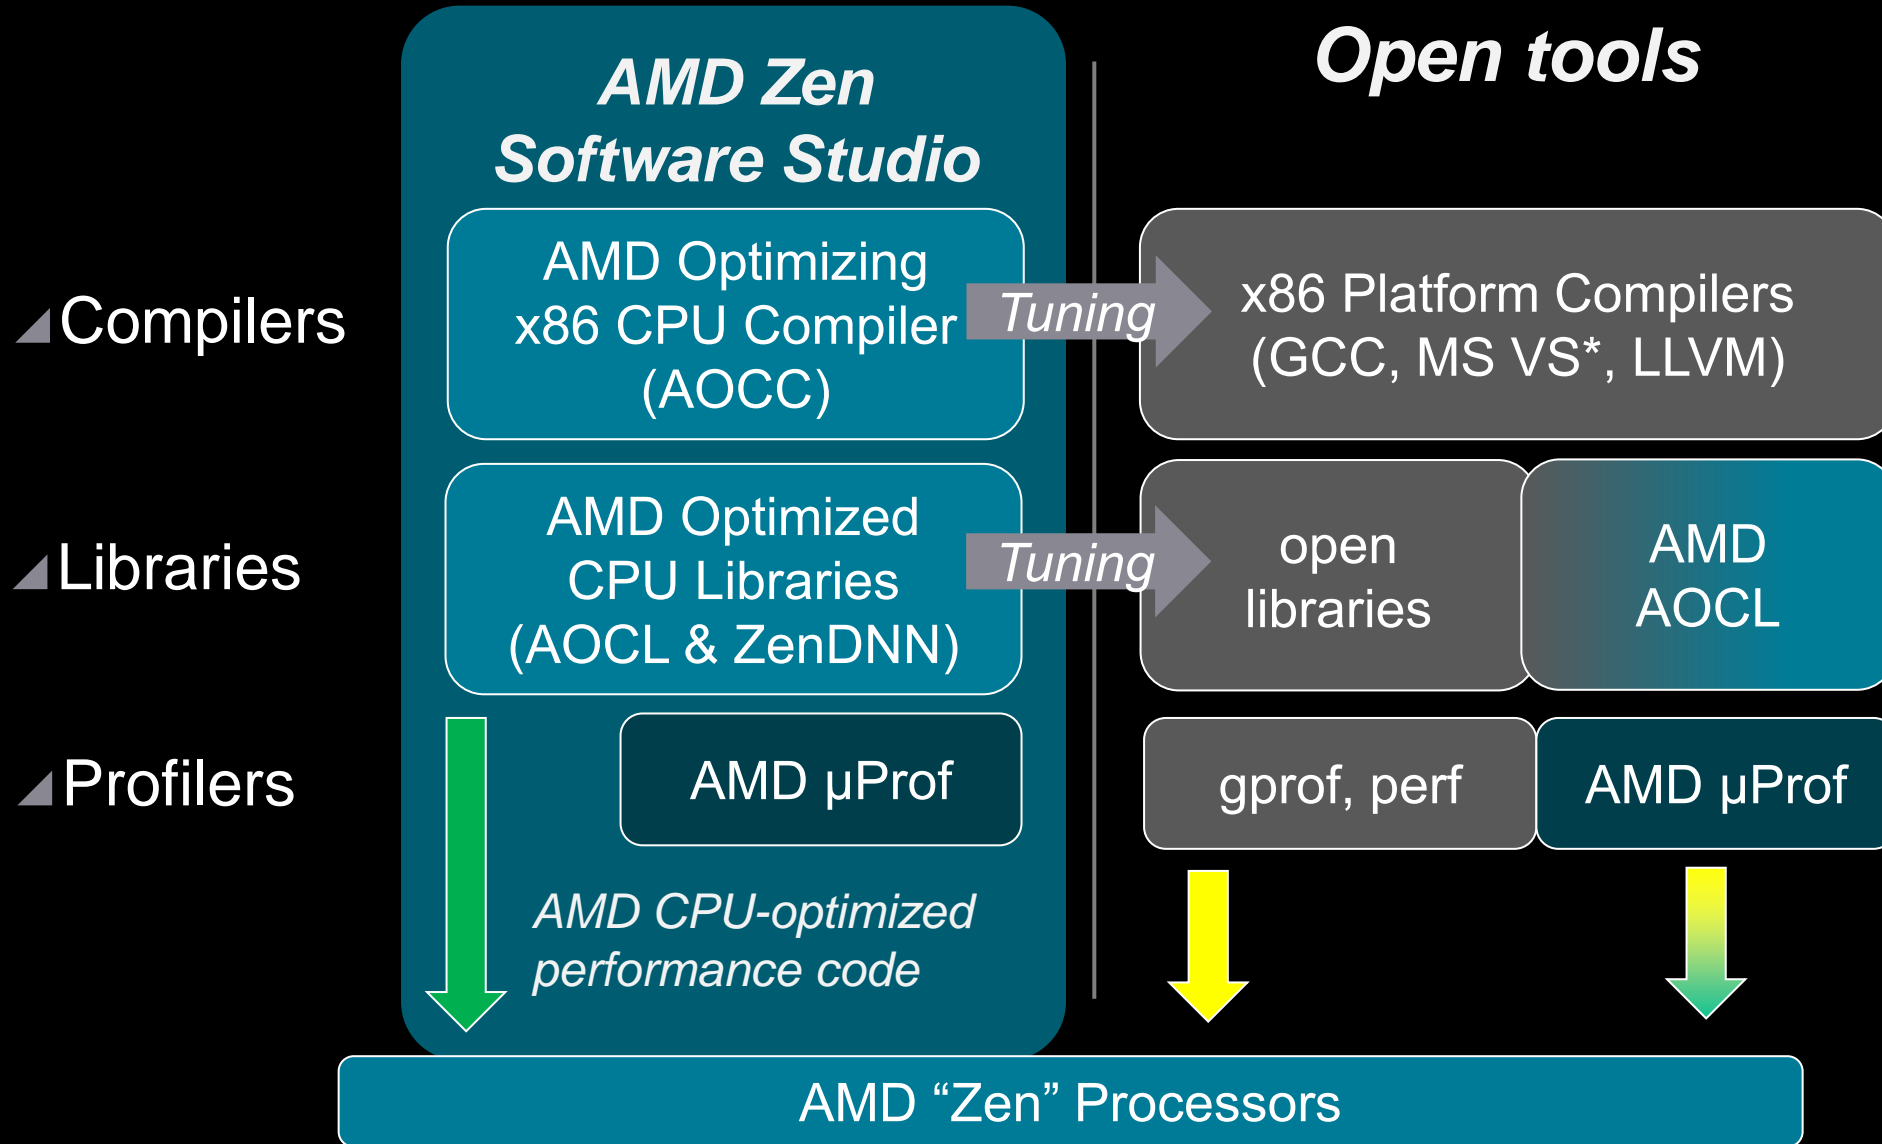 AMD Zen
Software Studio
Open tools
Compilers
AMD Optimizing
x86 CPU Compiler
(AOCC)
Tuning
x86 Platform Compilers
(GCC, MS VS*, LLVM)
Libraries
AMD Optimized
CPU Libraries
(AOCL & ZenDNN)
Tuning
open
libraries
AMD
AOCL
Profilers
AMD µProf
gprof, perf
AMD µProf
AMD CPU-optimized
performance code
AMD “Zen” Processors